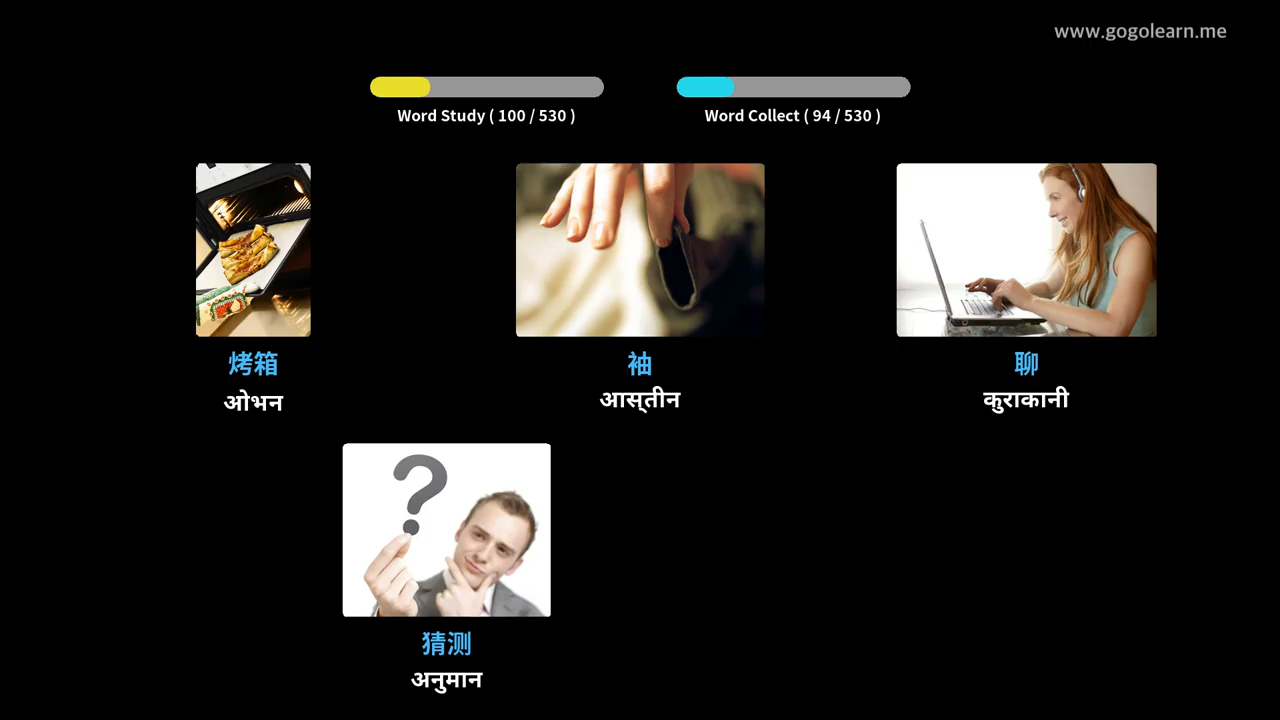 www.gogolearn.me
Word Study ( 100 / 530 )
Word Collect ( 94 / 530 )
烤箱
ओभन
袖
आस्तीन
聊
कुराकानी
猜测
अनुमान